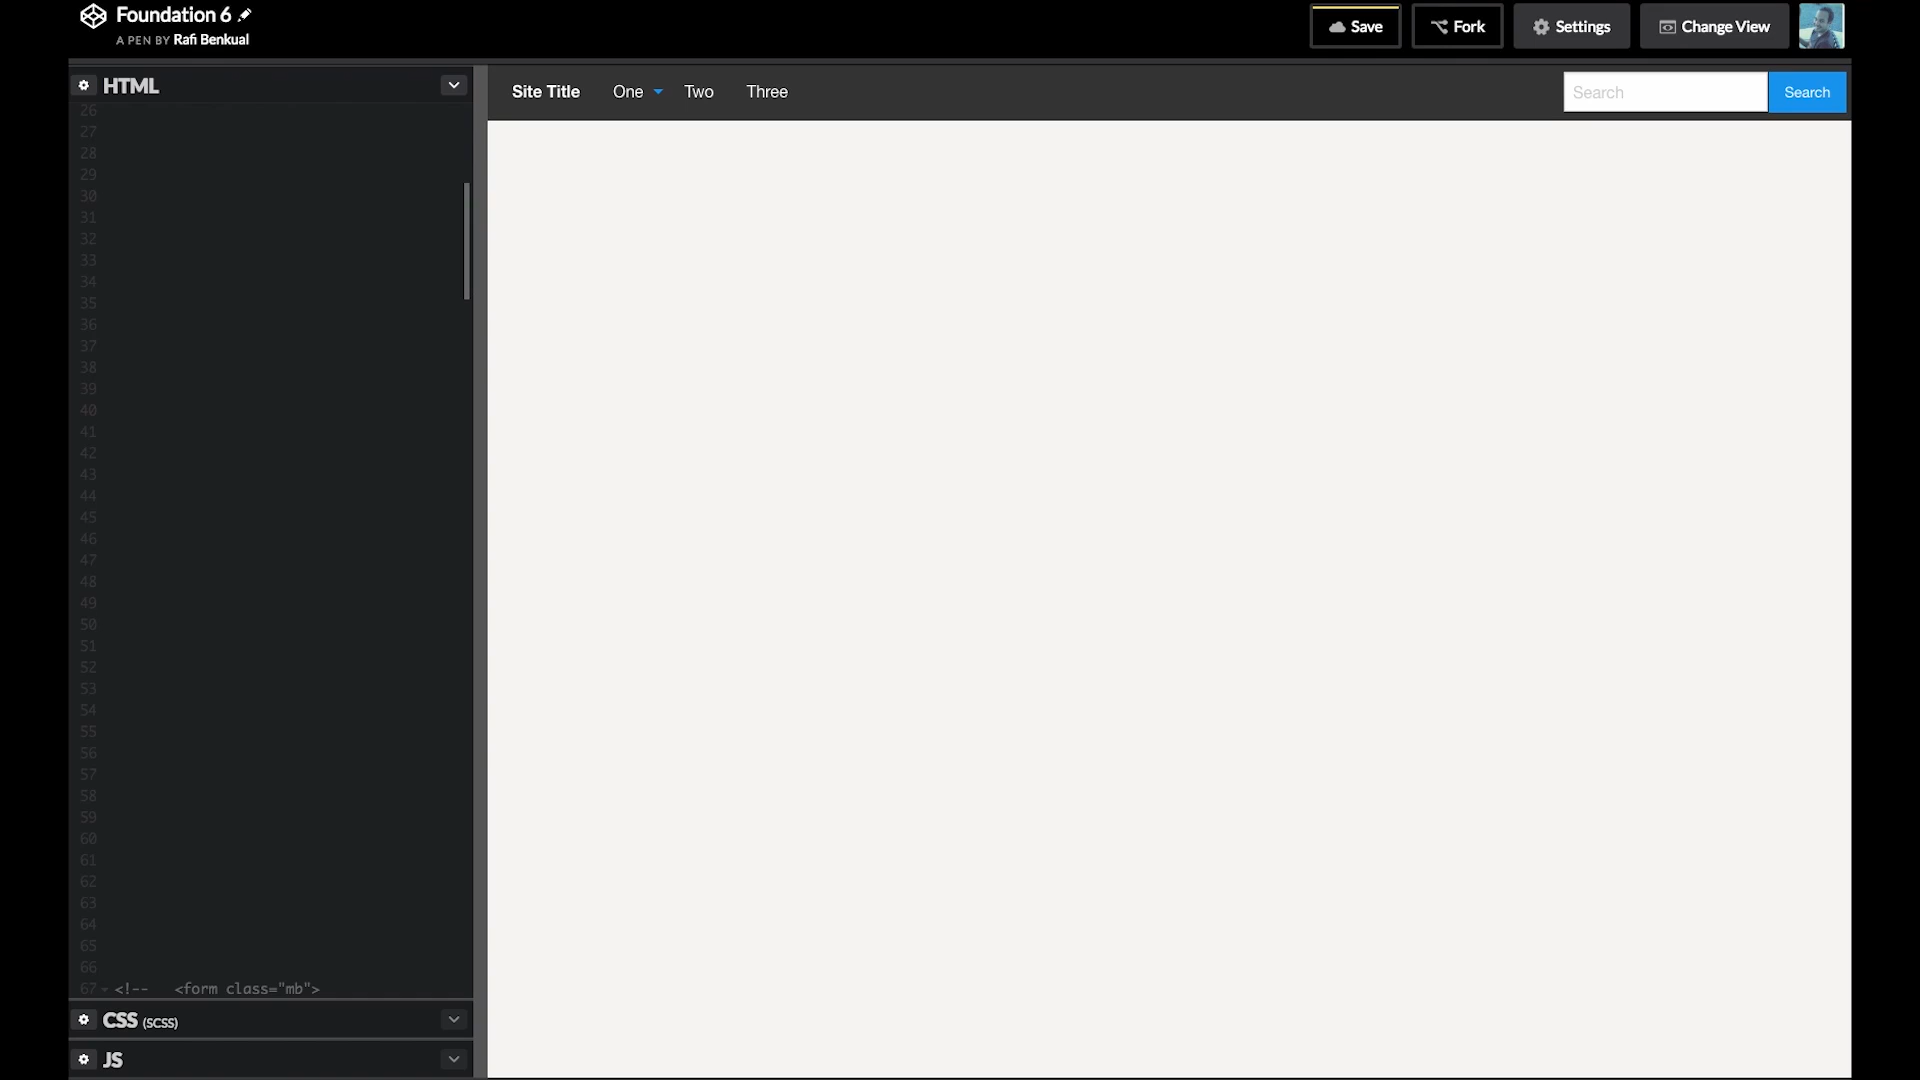 Foundation 6
A PEN BY Rafi Benkual
Save
Fork
Settings
Change View
HTML
Site Title
One
Two
Three
Search
Search
26
27
28
29
30
31
32
33
34
35
36
37
38
39
40
41
42
43
44
45
46
47
48
49
50
51
52
53
54
55
56
57
58
59
60
61
62
63
64
65
66
67 <!-- <form class="mb">
CSS (SCSS)
JS